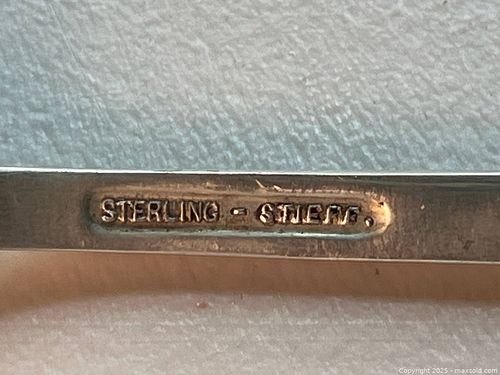 STERLING - STIEFF.
Copyright 2025 - maxsold.com